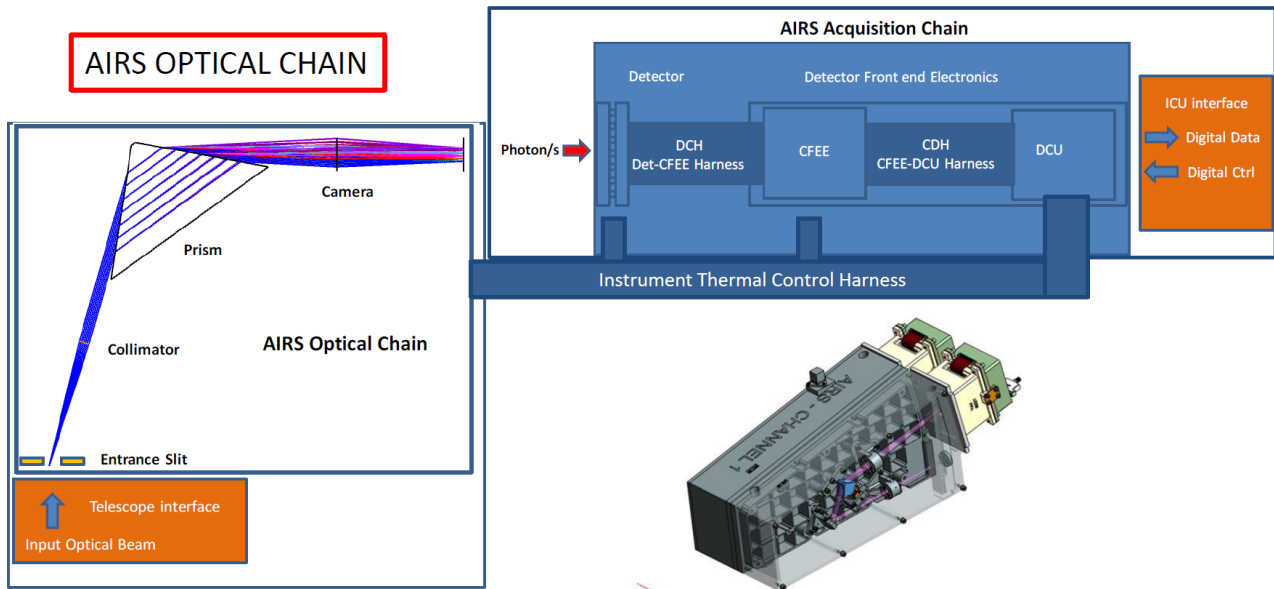 AIRS OPTICAL CHAIN
Camera
Prism
Collimator
AIRS Optical Chain
Entrance Slit
Telescope interface
Input Optical Beam
AIRS Acquisition Chain
Detector
Detector Front end Electronics
Photon/s
DCH
Det-CFEE Harness
CFEE
CDH
CFEE-DCU Harness
DCU
ICU interface
Digital Data
Digital Ctrl
Instrument Thermal Control Harness
AIRS - CHANNEL 1